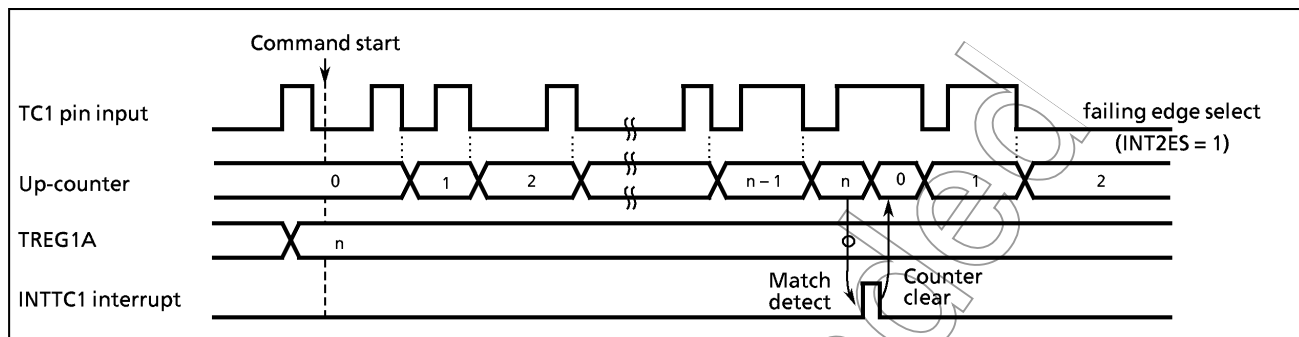 Command start
TC1 pin input
failing edge select
(INT2ES = 1)
Up-counter
0 1 2 n – 1 n 0 1 2
TREG1A
n
Match
detect
Counter
clear
INTTC1 interrupt